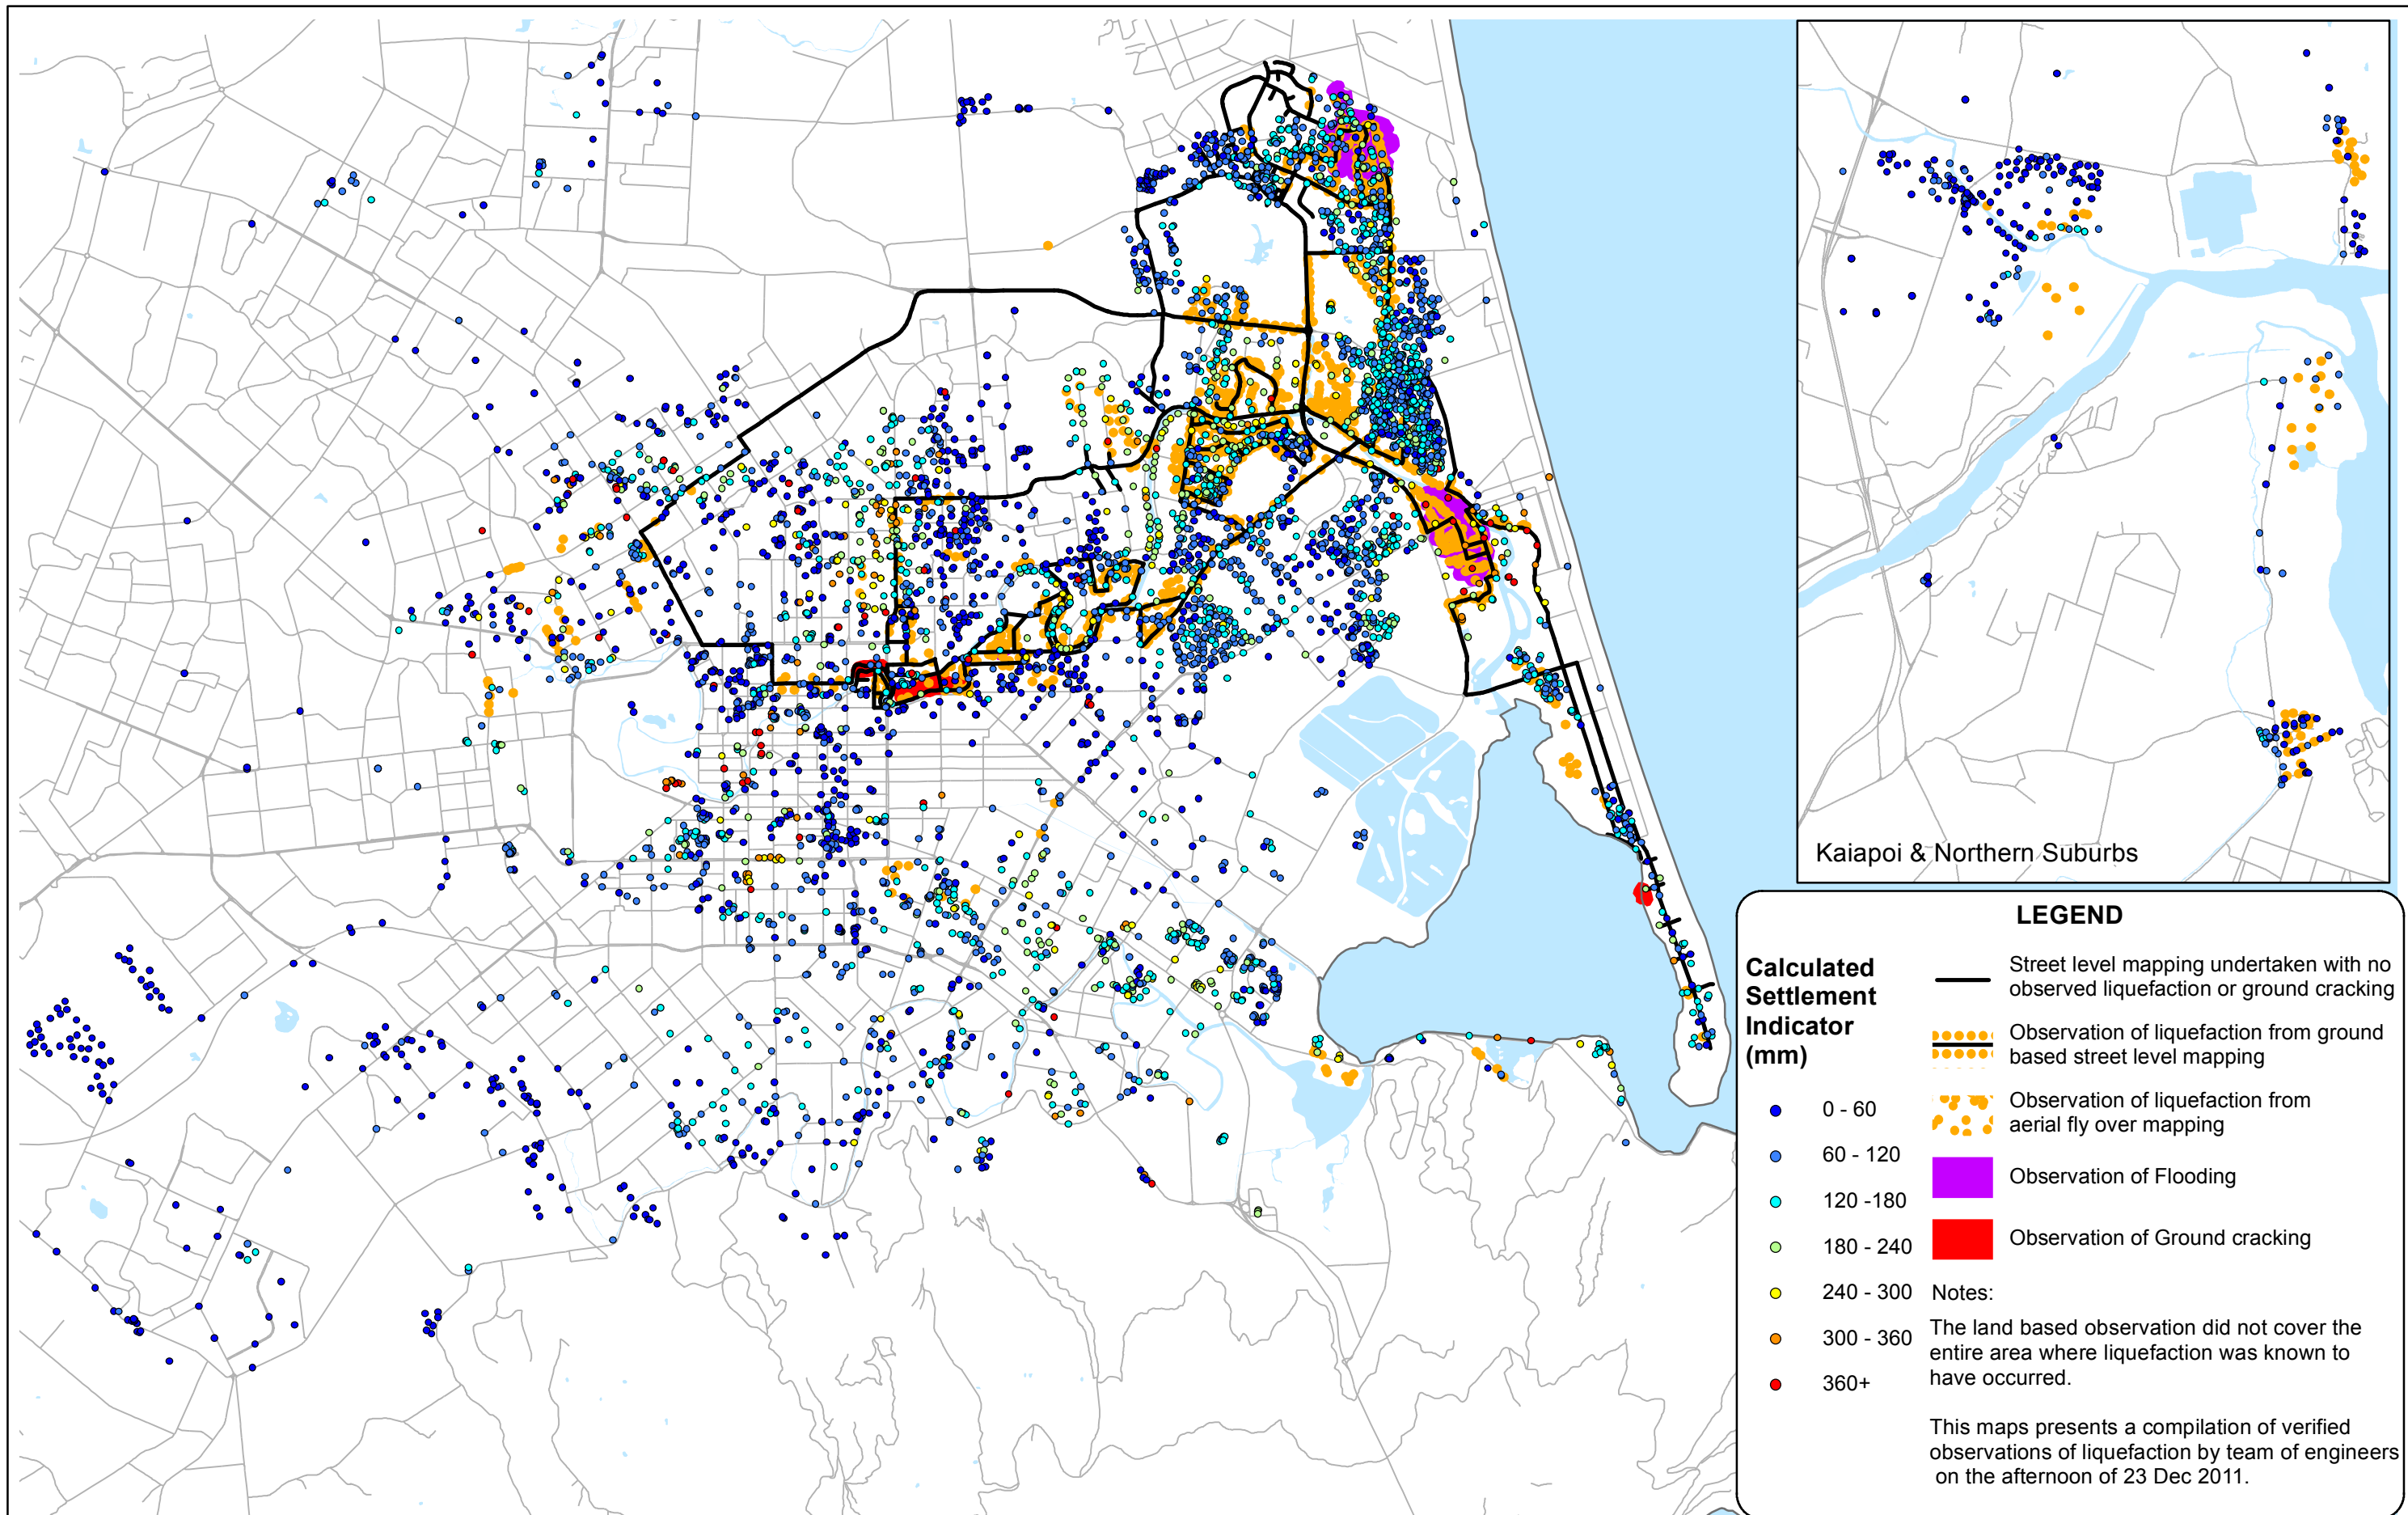 Kaiapoi & Northern Suburbs
LEGEND
Calculated
Settlement
Indicator
(mm)
0 - 60
60 - 120
120 -180
180 - 240
240 - 300
300 - 360
360+
Street level mapping undertaken with no
observed liquefaction or ground cracking
Observation of liquefaction from ground
based street level mapping
Observation of liquefaction from
aerial fly over mapping
Observation of Flooding
Observation of Ground cracking
Notes:
The land based observation did not cover the
entire area where liquefaction was known to
have occurred.
This maps presents a compilation of verified
observations of liquefaction by team of engineers
on the afternoon of 23 Dec 2011.